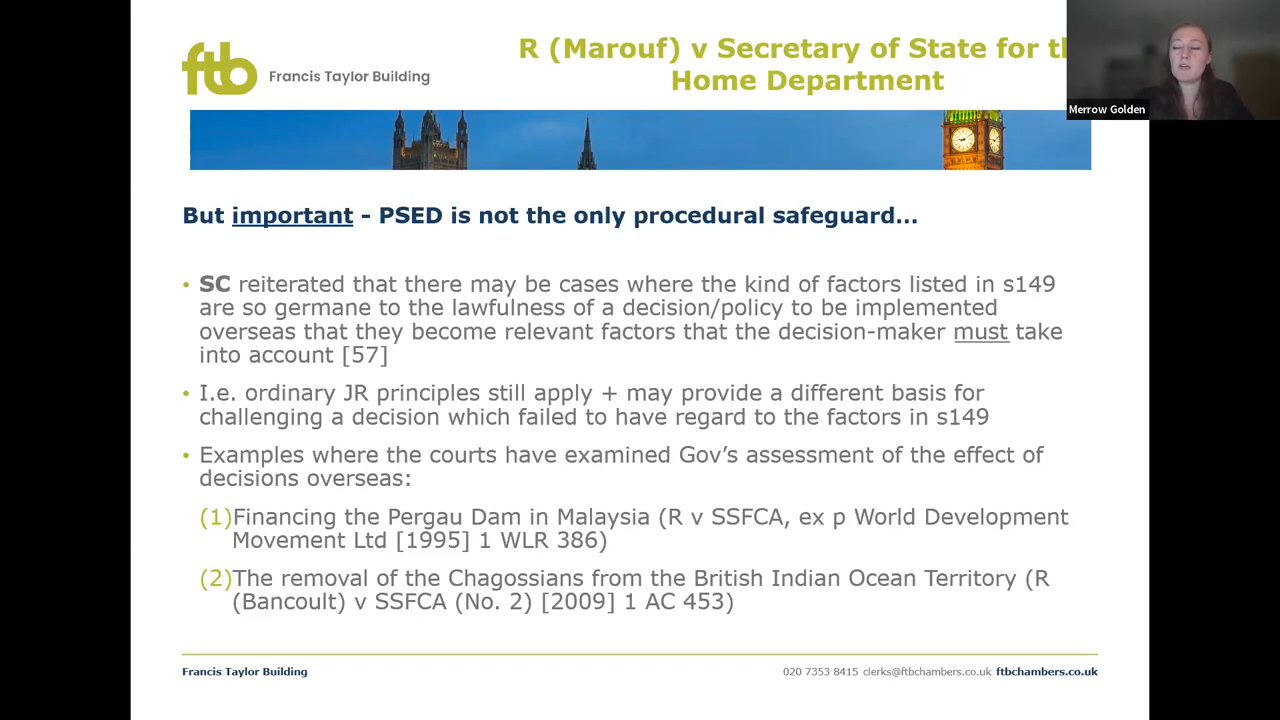 ftb Francis Taylor Building
R (Marouf) v Secretary of State for t
Home Department
Merrow Golden
But important - PSED is not the only procedural safeguard...
• SC reiterated that there may be cases where the kind of factors listed in s149
are so germane to the lawfulness of a decision/policy to be implemented
overseas that they become relevant factors that the decision-maker must take
into account [57]
• I.e. ordinary JR principles still apply + may provide a different basis for
challenging a decision which failed to have regard to the factors in s149
• Examples where the courts have examined Gov’s assessment of the effect of
decisions overseas:
(1)Financing the Pergau Dam in Malaysia (R v SSFCA, ex p World Development
Movement Ltd [1995] 1 WLR 386)
(2)The removal of the Chagossians from the British Indian Ocean Territory (R
(Bancoult) v SSFCA (No. 2) [2009] 1 AC 453)
Francis Taylor Building
020 7353 8415 clerks@ftbchambers.co.uk ftbchambers.co.uk